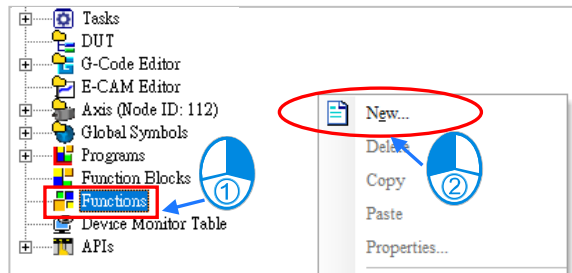 Tasks
DUT
G-Code Editor
E-CAM Editor
Axis (Node ID: 112)
Global Symbols
Programs
Function Blocks
Functions
Device Monitor Table
APIs
①
New...
Delete
Copy
Paste
Properties...
②